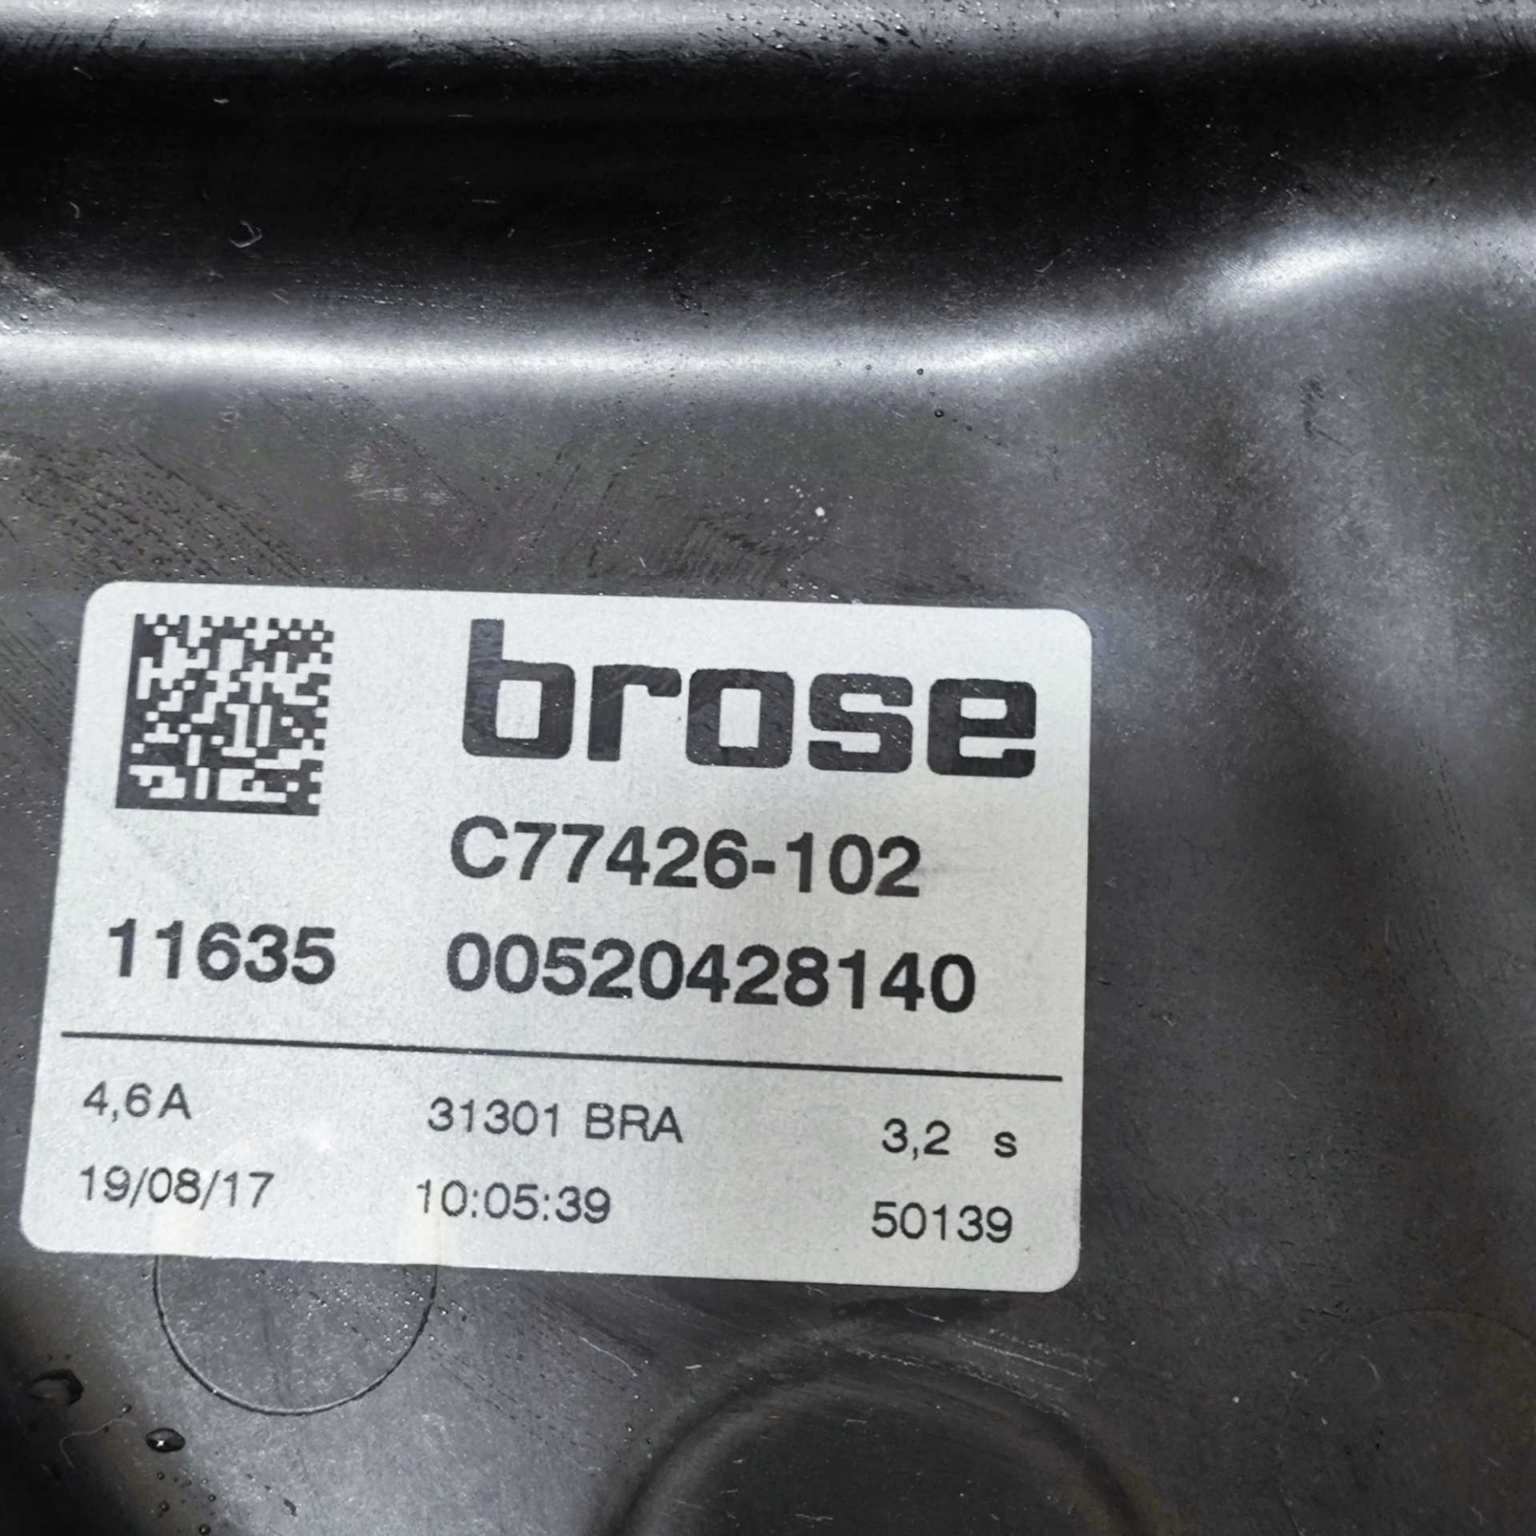 brose
C77426-102
11635 00520428140
4,6A 31301 BRA 3,2 s
19/08/17 10:05:39 50139